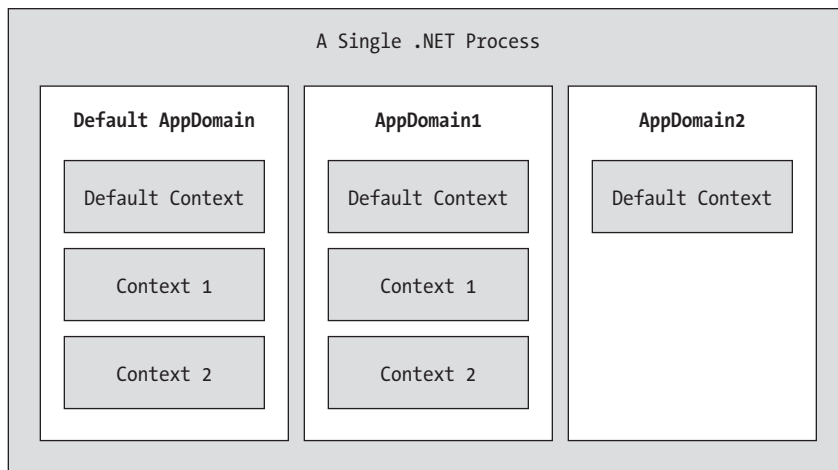 A Single .NET Process
Default AppDomain
Default Context
Context 1
Context 2
AppDomain1
Default Context
Context 1
Context 2
AppDomain2
Default Context